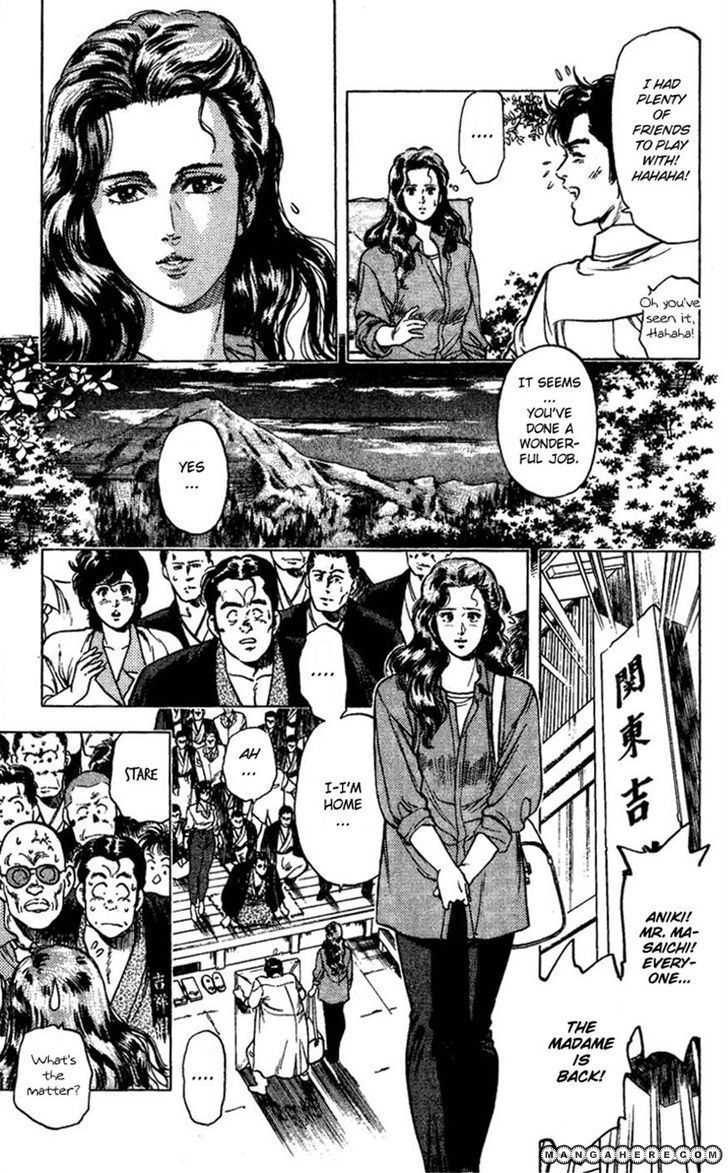 I HAD
PLENTY
OF
FRIENDS
TO PLAY
WITH!
HAHAHA!
....
Oh you've
seen it,
Hahaha!
IT SEEMS
...
YOU'VE
DONE A
WONDER-
FUL JOB.
YES
...
関東吉
ANIKI!
MR. MA-
SAICHI!
EVERY-
ONE...
THE
MADAME
IS
BACK!
....
I-I'M
HOME
...
AH
...
....
STARE
What's
the
matter?
MANGAHERE.COM